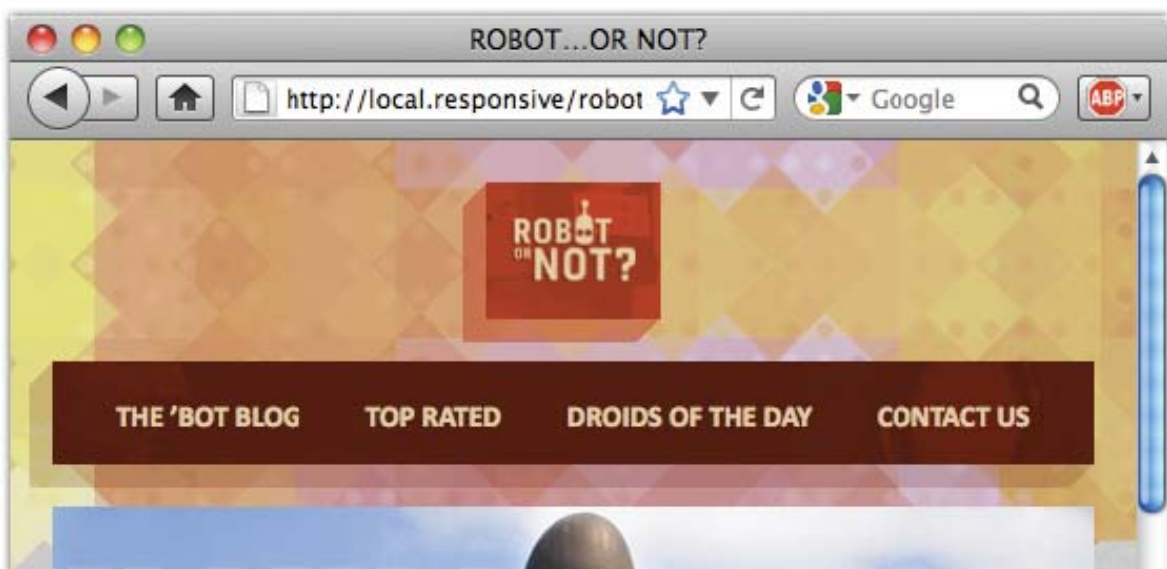 ROBOT...OR NOT?
http://local.responsive/robot
Google
ABP
ROBOT
OR NOT?
THE ’BOT BLOG
TOP RATED
DROIDS OF THE DAY
CONTACT US